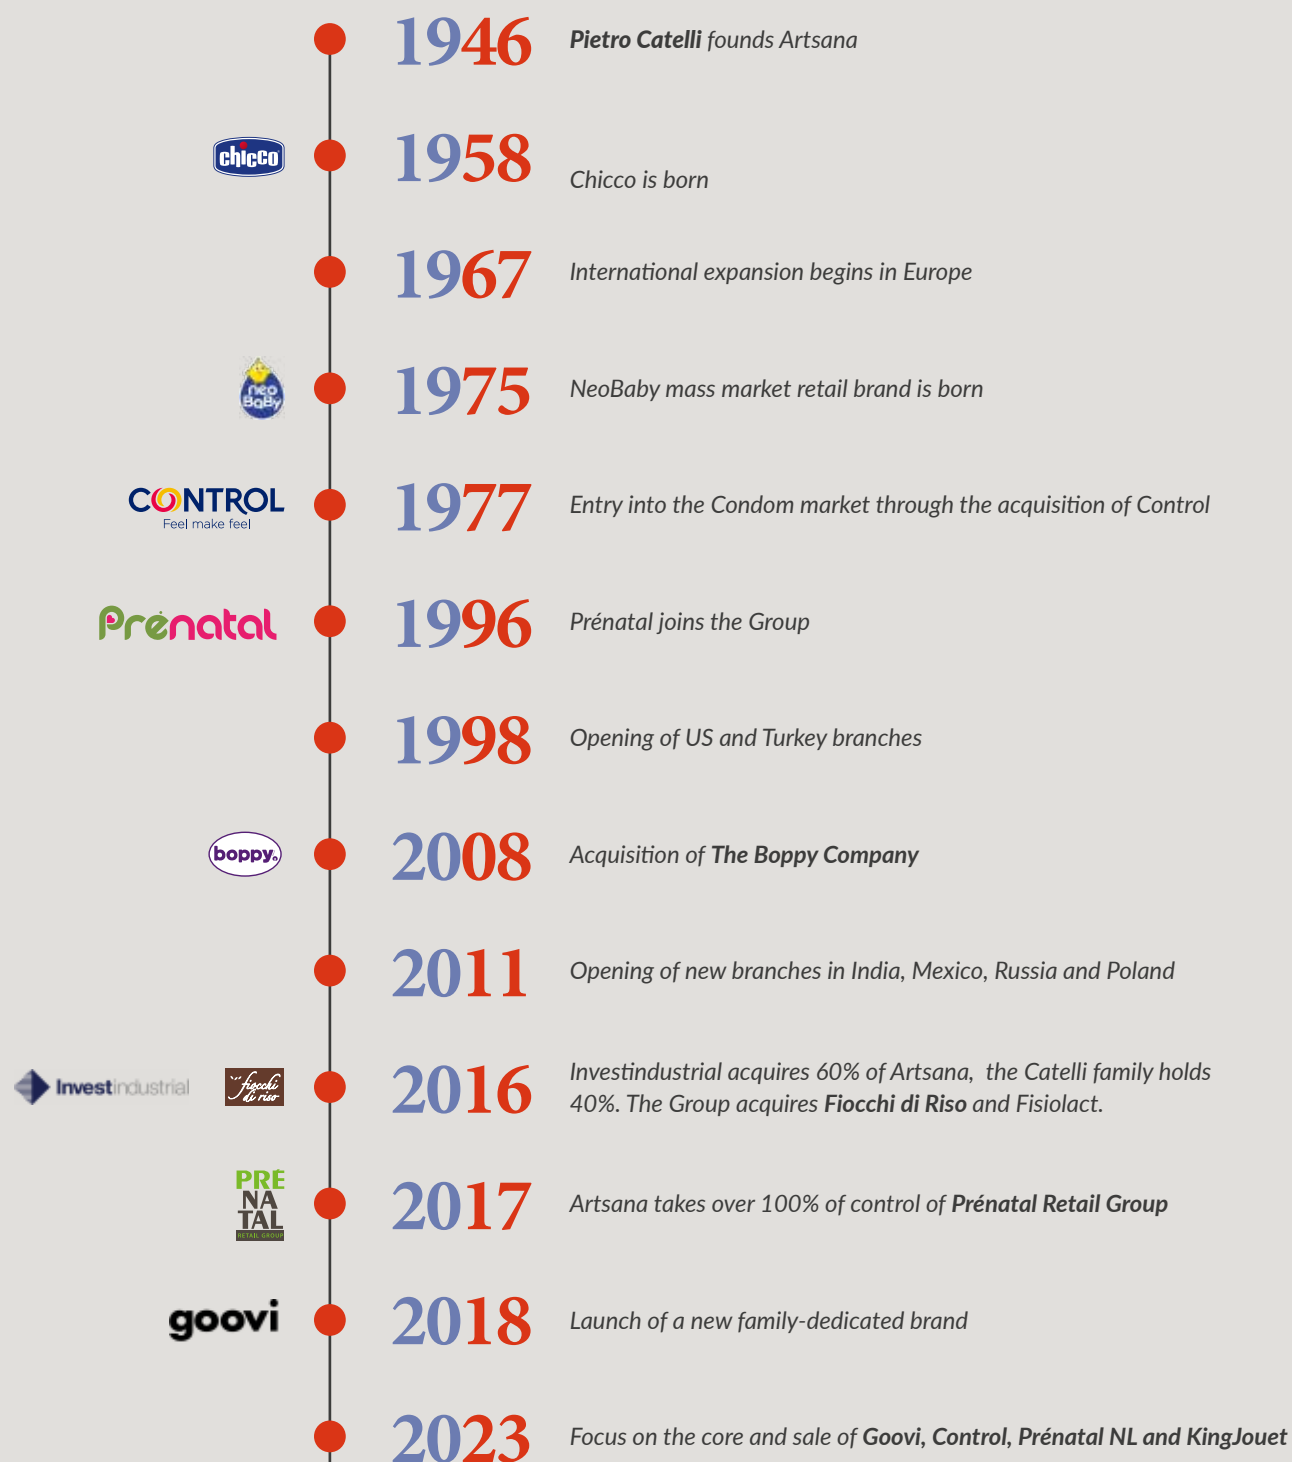 1946 Pietro Catelli founds Artsana
chicco 1958 Chicco is born
1967 International expansion begins in Europe
neo BaBy 1975 NeoBaby mass market retail brand is born
CONTROL
Feel make feel
1977 Entry into the Condom market through the acquisition of Control
Prénatal 1996 Prénatal joins the Group
1998 Opening of US and Turkey branches
boppy. 2008 Acquisition of The Boppy Company
2011 Opening of new branches in India, Mexico, Russia and Poland
Investindustrial
fiocchi
di riso
2016 Investindustrial acquires 60% of Artsana, the Catelli family holds
40%. The Group acquires Fiocchi di Riso and Fisiolact.
PRÉ
NA
TAL
RETAIL GROUP
2017 Artsana takes over 100% of control of Prénatal Retail Group
goovi 2018 Launch of a new family-dedicated brand
2023 Focus on the core and sale of Goovi, Control, Prénatal NL and KingJouet